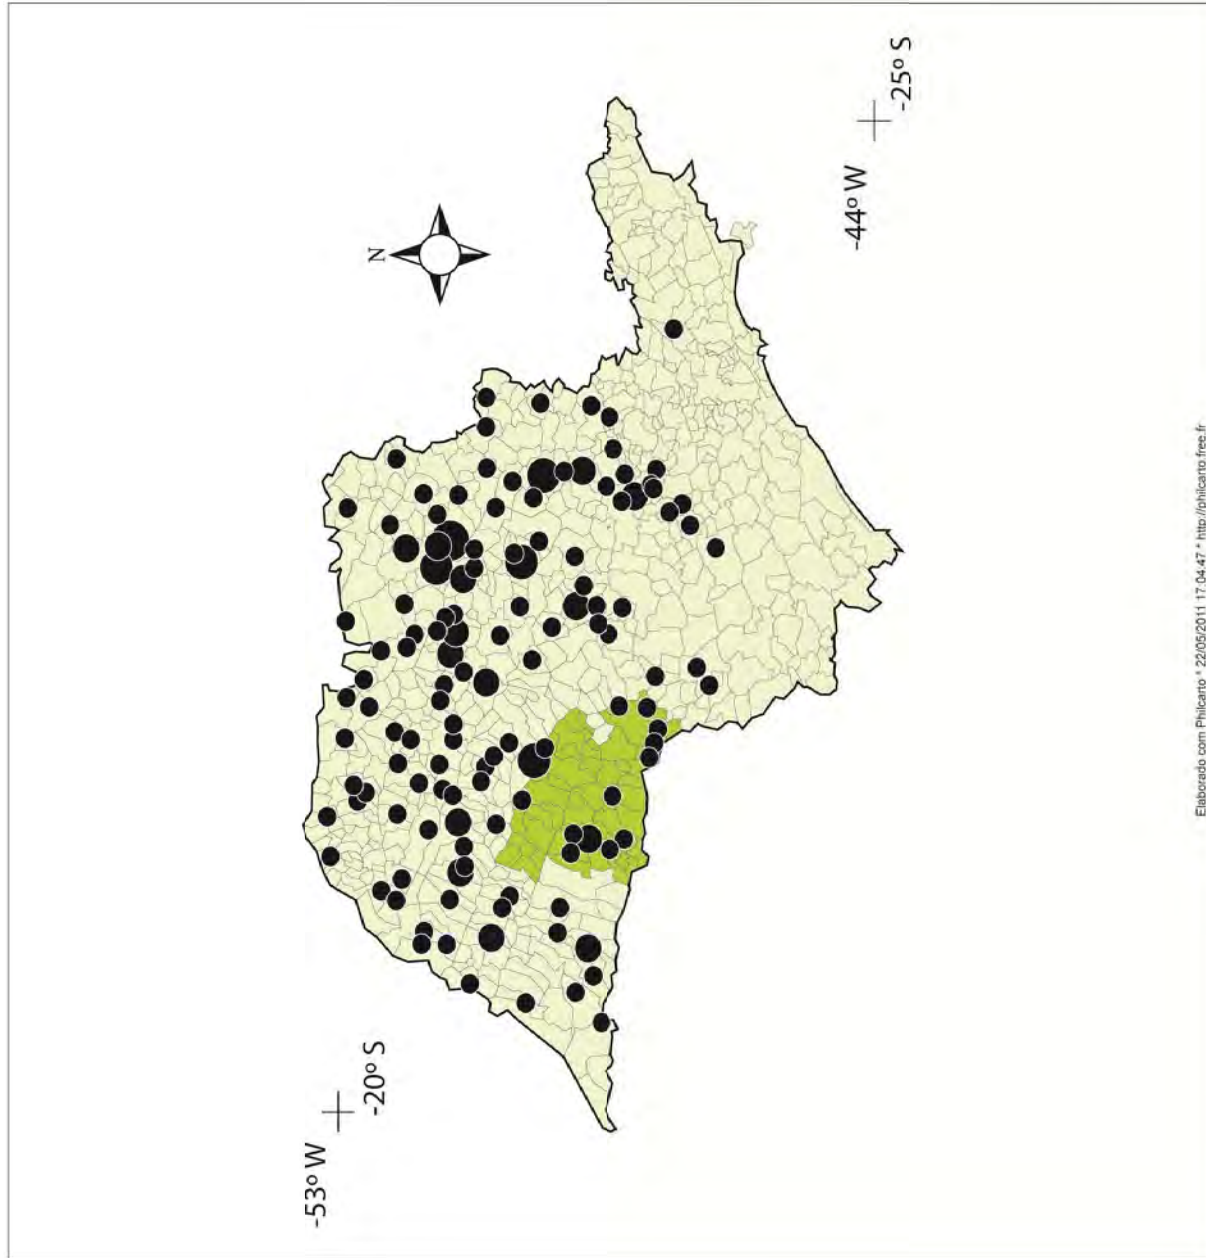 -53º W
-20º S
N
-44º W
-25º S
Elaborado com Philcarto * 22/05/2011 17:04:47 * http://philcarto.free.fr